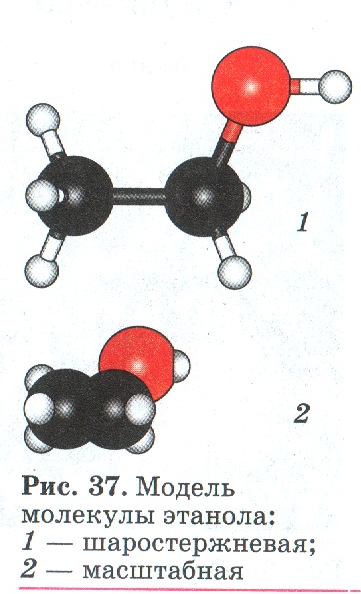 1
2
Рис. 37. Модель
молекулы этанола:
1 — шаростержневая;
2 — масштабная